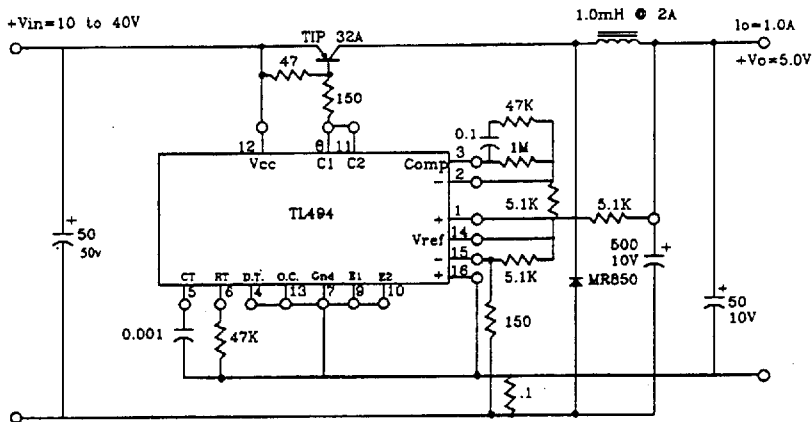 +Vin=10 to 40V
TIP 32A
1.0mH @ 2A
Io=1.0A
+Vo=5.0V
47
150
47K
0.1
1M
12
8
11
Vcc
C1
C2
Comp
3
-
2
TL494
5.1K
+
1
5.1K
Vref
14
-
15
5.1K
+
16
+
50
50v
CT
RT
D.T.
O.C.
Gnd
E1
E2
5
6
4
13
7
9
10
0.001
47K
150
MR850
+
500
10V
+
50
10V
.1